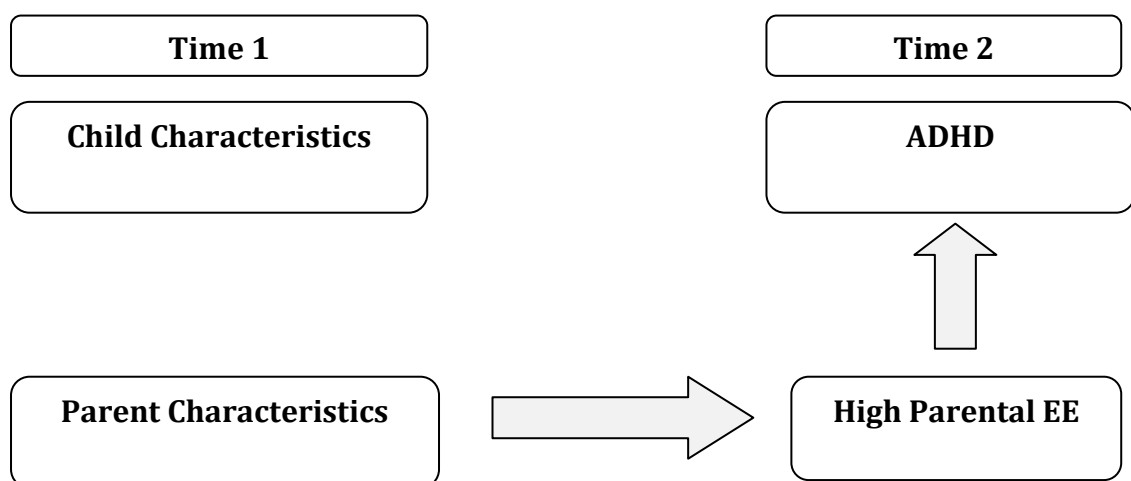 Time 1
Time 2
Child Characteristics
ADHD
Parent Characteristics
High Parental EE